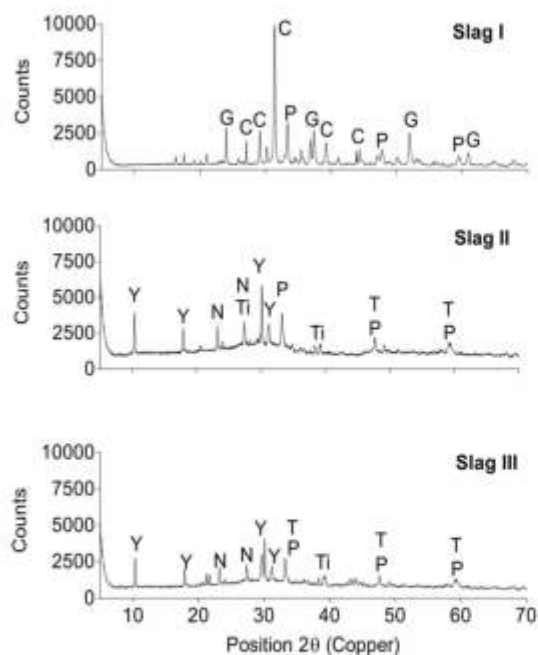 Slag I
10000
7500
5000
2500
0
Counts
G
C
C
C
P
G
C
C
P
G
P
G
Slag II
10000
7500
5000
2500
0
Counts
Y
Y
N
N
Ti
Y
Y
P
Ti
T
P
T
P
Slag III
10000
7500
5000
2500
0
Counts
Y
Y
N
N
Y
Y
T
P
Ti
T
P
T
P
10 20 30 40 50 60 70
Position 2θ (Copper)